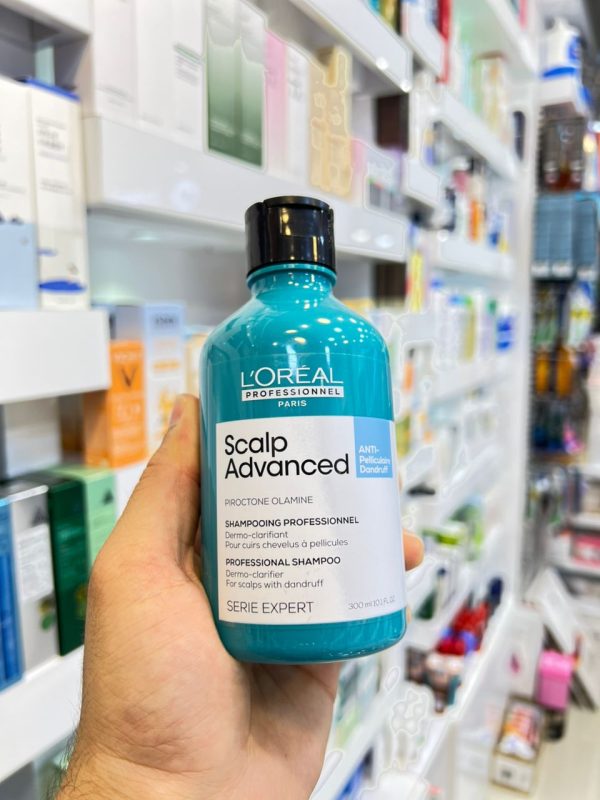 L'ORÉAL
PROFESSIONNEL
PARIS
Scalp
Advanced
ANTI-
Pelliculaire
Dandruff
PIROCTONE OLAMINE
SHAMPOOING PROFESSIONNEL
Dermo-clarifiant
Pour cuirs chevelus à pellicules
PROFESSIONAL SHAMPOO
Dermo-clarifier
For scalps with dandruff
SERIE EXPERT
300 ml 10.1 FL.OZ
VICHY